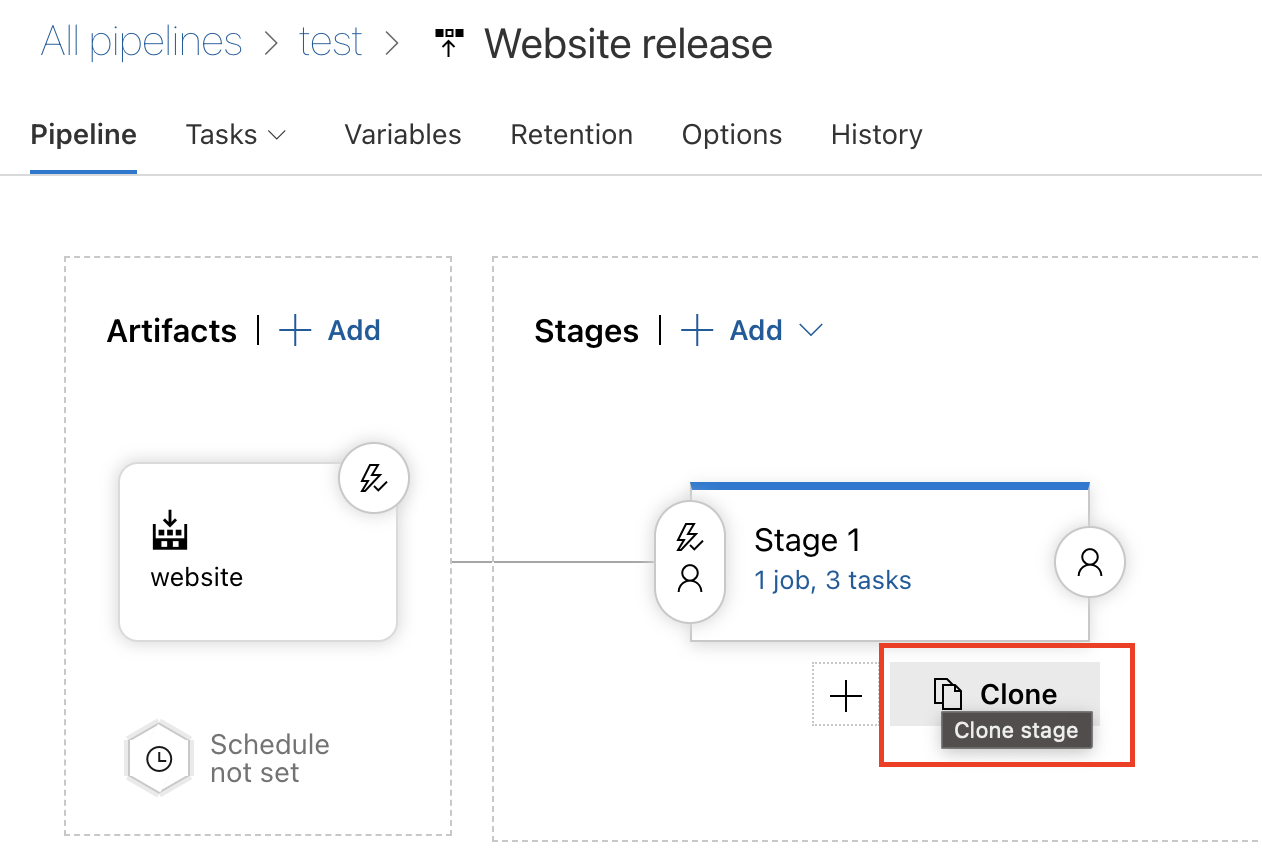 All pipelines > test > Website release
Pipeline Tasks Variables Retention Options History
Artifacts | + Add
Stages | + Add
website
Stage 1
1 job, 3 tasks
Clone
Clone stage
Schedule
not set